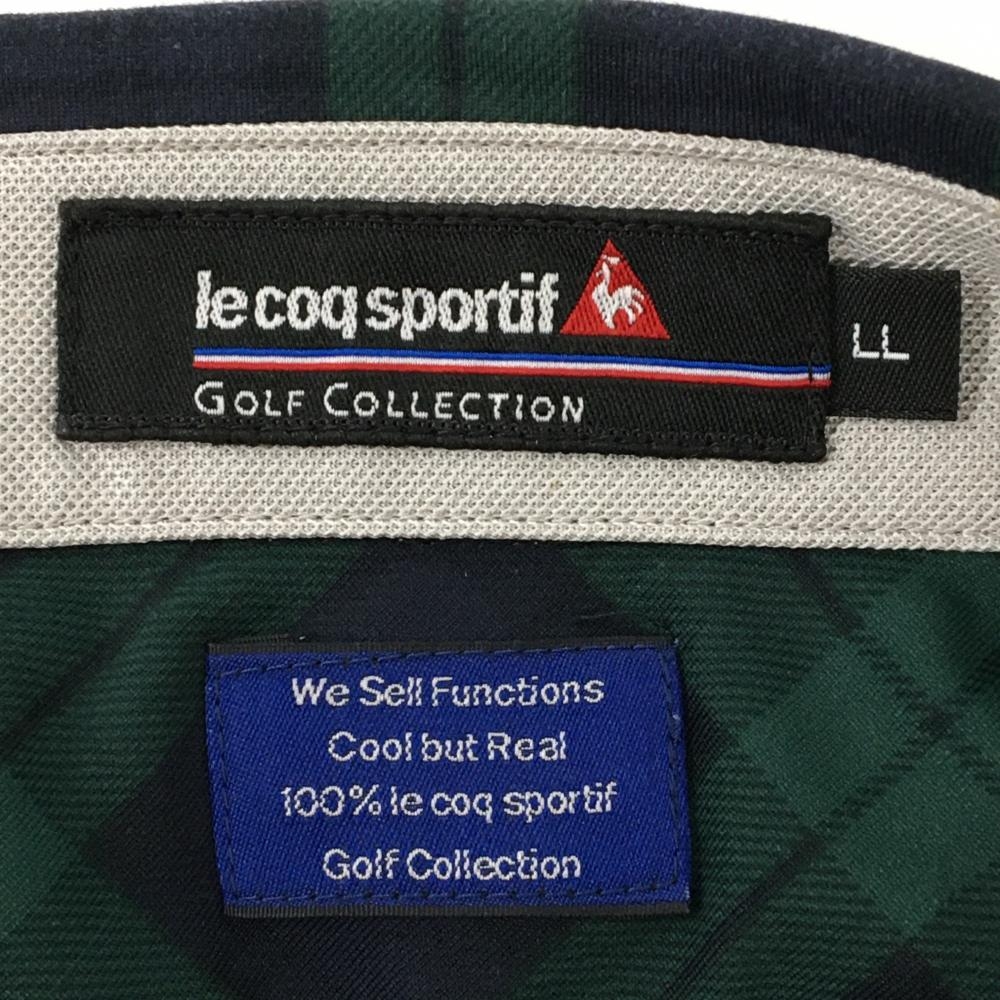 le coq sportif
GOLF COLLECTION
LL
We Sell Functions
Cool but Real
100% le coq sportif
Golf Collection